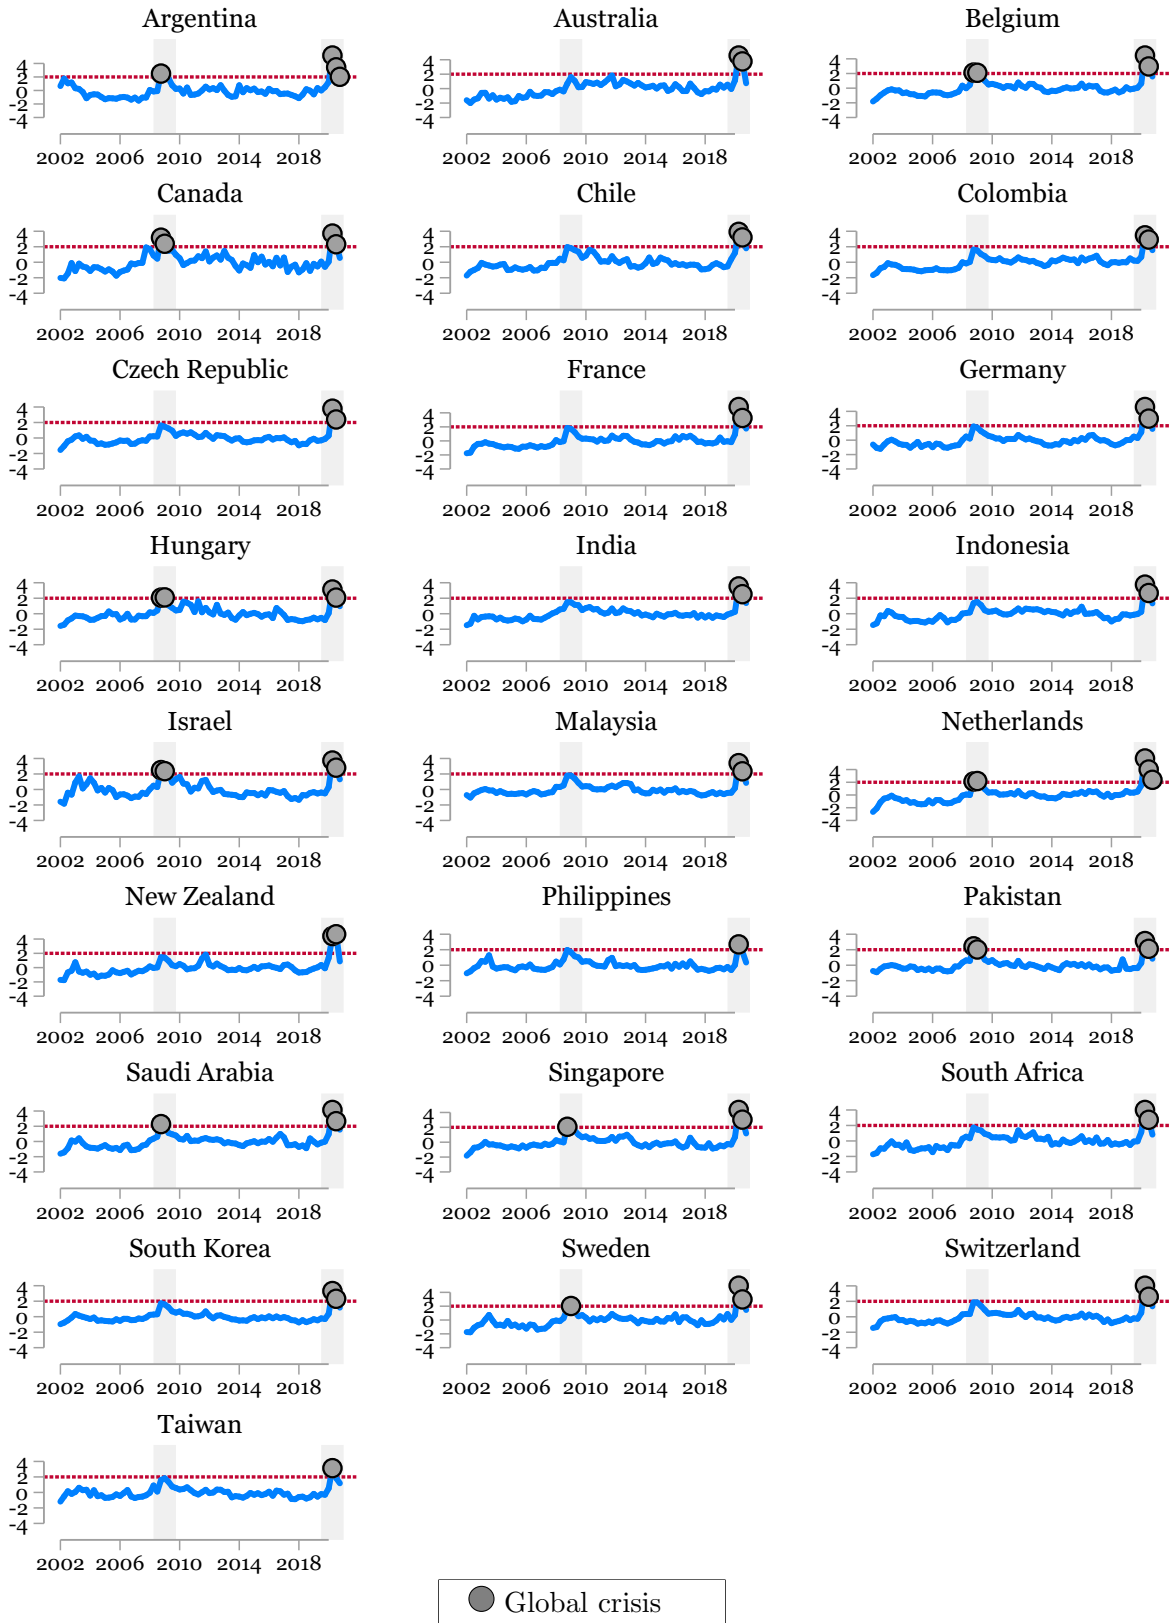 Argentina Australia Belgium
4 4 4
2 2 2
0 0 0
-2 -2 -2
-4 -4 -4
2002 2006 2010 2014 2018 2002 2006 2010 2014 2018 2002 2006 2010 2014 2018
Canada Chile Colombia
4 4 4
2 2 2
0 0 0
-2 -2 -2
-4 -4 -4
2002 2006 2010 2014 2018 2002 2006 2010 2014 2018 2002 2006 2010 2014 2018
Czech Republic France Germany
4 4 4
2 2 2
0 0 0
-2 -2 -2
-4 -4 -4
2002 2006 2010 2014 2018 2002 2006 2010 2014 2018 2002 2006 2010 2014 2018
Hungary India Indonesia
4 4 4
2 2 2
0 0 0
-2 -2 -2
-4 -4 -4
2002 2006 2010 2014 2018 2002 2006 2010 2014 2018 2002 2006 2010 2014 2018
Israel Malaysia Netherlands
4 4 4
2 2 2
0 0 0
-2 -2 -2
-4 -4 -4
2002 2006 2010 2014 2018 2002 2006 2010 2014 2018 2002 2006 2010 2014 2018
New Zealand Philippines Pakistan
4 4 4
2 2 2
0 0 0
-2 -2 -2
-4 -4 -4
2002 2006 2010 2014 2018 2002 2006 2010 2014 2018 2002 2006 2010 2014 2018
Saudi Arabia Singapore South Africa
4 4 4
2 2 2
0 0 0
-2 -2 -2
-4 -4 -4
2002 2006 2010 2014 2018 2002 2006 2010 2014 2018 2002 2006 2010 2014 2018
South Korea Sweden Switzerland
4 4 4
2 2 2
0 0 0
-2 -2 -2
-4 -4 -4
2002 2006 2010 2014 2018 2002 2006 2010 2014 2018 2002 2006 2010 2014 2018
Taiwan
4
2
0
-2
-4
2002 2006 2010 2014 2018
Global crisis